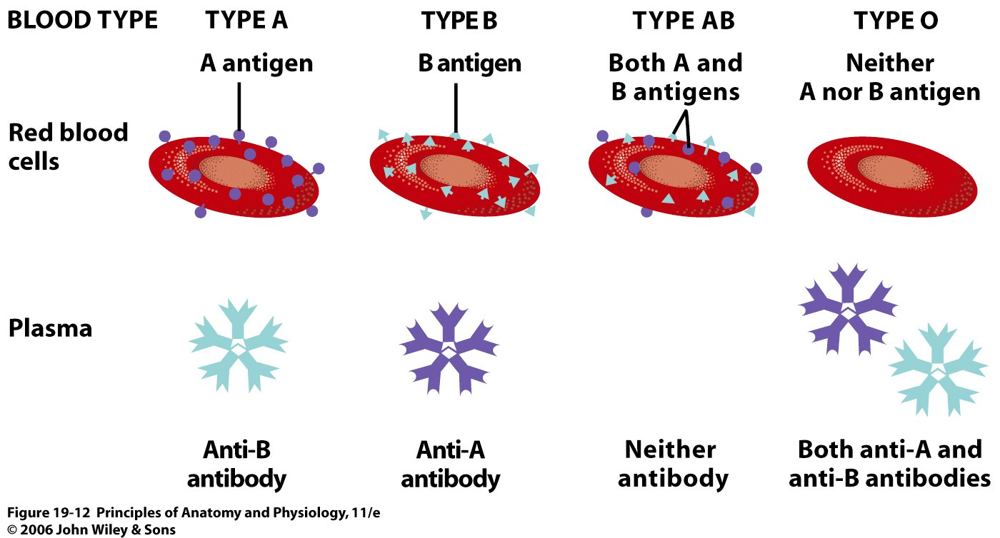 BLOOD TYPE TYPE A TYPE B TYPE AB TYPE O
A antigen
B antigen
Both A and
B antigens
Neither
A nor B antigen
Red blood
cells
Plasma
Anti-B
antibody
Anti-A
antibody
Neither
antibody
Both anti-A and
anti-B antibodies
Figure 19-12 Principles of Anatomy and Physiology, 11/e
© 2006 John Wiley & Sons